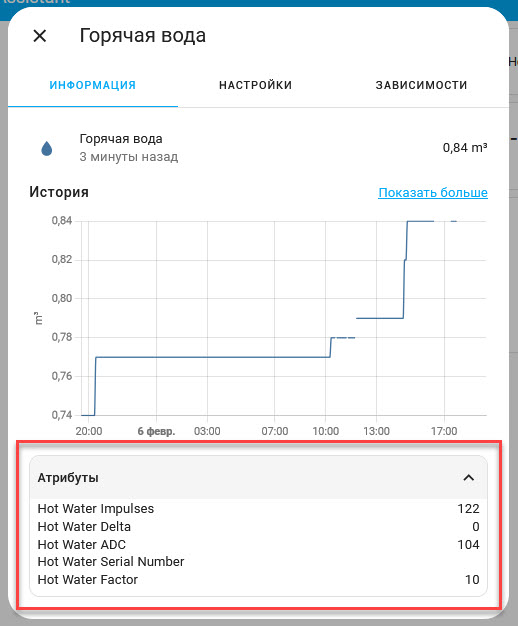 Assistant
Горячая вода
ИНФОРМАЦИЯ НАСТРОЙКИ ЗАВИСИМОСТИ
Горячая вода
3 минуты назад
0,84 m³
История Показать больше
0,84
0,82
0,80
0,78
0,76
0,74
m³
20:00 6 февр. 03:00 07:00 10:00 13:00 17:00
Атрибуты
Hot Water Impulses 122
Hot Water Delta 0
Hot Water ADC 104
Hot Water Serial Number
Hot Water Factor 10